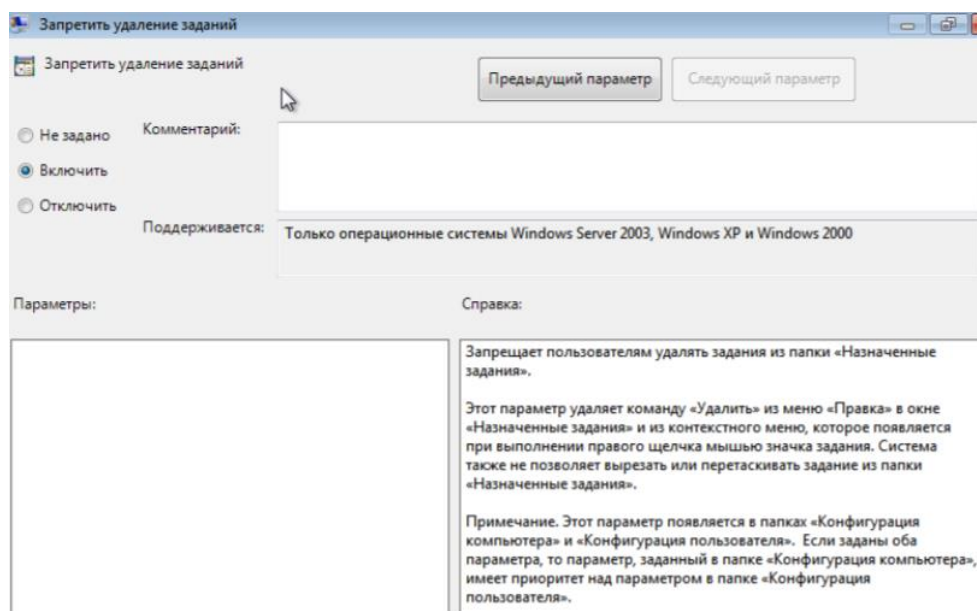 Запретить удаление заданий
Запретить удаление заданий
Предыдущий параметр
Следующий параметр
Не задано
Комментарий:
Включить
Отключить
Поддерживается:
Только операционные системы Windows Server 2003, Windows XP и Windows 2000
Параметры:
Справка:
Запрещает пользователям удалять задания из папки «Назначенные
задания».
Этот параметр удаляет команду «Удалить» из меню «Правка» в окне
«Назначенные задания» и из контекстного меню, которое появляется
при выполнении правого щелчка мышью значка задания. Система
также не позволяет вырезать или перетаскивать задание из папки
«Назначенные задания».
Примечание. Этот параметр появляется в папках «Конфигурация
компьютера» и «Конфигурация пользователя».  Если заданы оба
параметра, то параметр, заданный в папке «Конфигурация компьютера»,
имеет приоритет над параметром в папке «Конфигурация
пользователя».